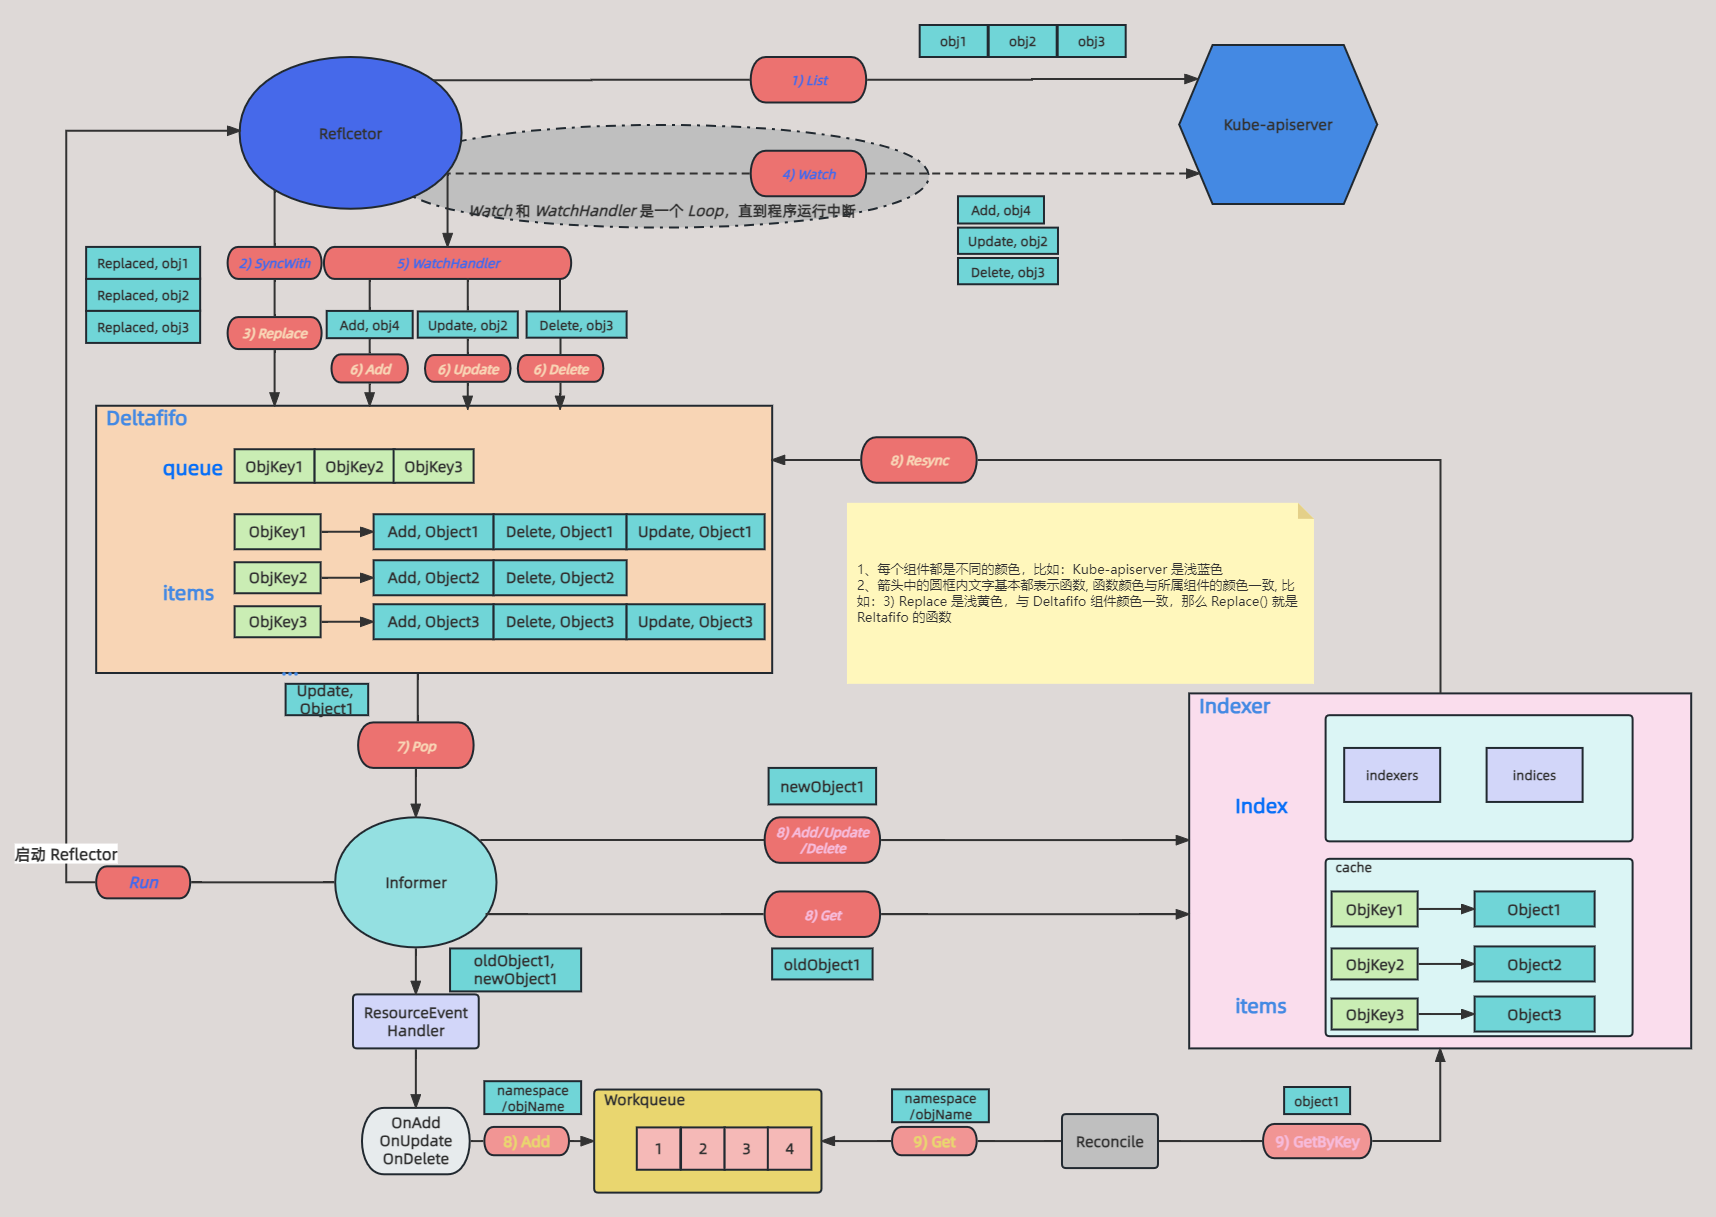 obj1
obj2
obj3
1) List
Reflcetor
Kube-apiserver
4) Watch
Watch 和 WatchHandler 是一个 Loop，直到程序运行中断
Add, obj4
Update, obj2
Delete, obj3
Replaced, obj1
Replaced, obj2
Replaced, obj3
2) SyncWith
5) WatchHandler
3) Replace
Add, obj4
Update, obj2
Delete, obj3
6) Add
6) Update
6) Delete
Deltafifo
queue
ObjKey1
ObjKey2
ObjKey3
items
ObjKey1
Add, Object1
Delete, Object1
Update, Object1
ObjKey2
Add, Object2
Delete, Object2
ObjKey3
Add, Object3
Delete, Object3
Update, Object3
...
8) Resync
1、每个组件都是不同的颜色，比如：Kube-apiserver 是浅蓝色
2、箭头中的圆框内文字基本都表示函数, 函数颜色与所属组件的颜色一致, 比
如：3) Replace 是浅黄色，与 Deltafifo 组件颜色一致，那么 Replace() 就是
Reltafifo 的函数
Update,
Object1
7) Pop
启动 Reflector
Run
Informer
newObject1
8) Add/Update
/Delete
8) Get
oldObject1
oldObject1,
newObject1
Indexer
Index
indexers
indices
items
cache
ObjKey1
Object1
ObjKey2
Object2
ObjKey3
Object3
ResourceEvent
Handler
OnAdd
OnUpdate
OnDelete
namespace
/objName
8) Add
Workqueue
1
2
3
4
namespace
/objName
9) Get
Reconcile
object1
9) GetByKey